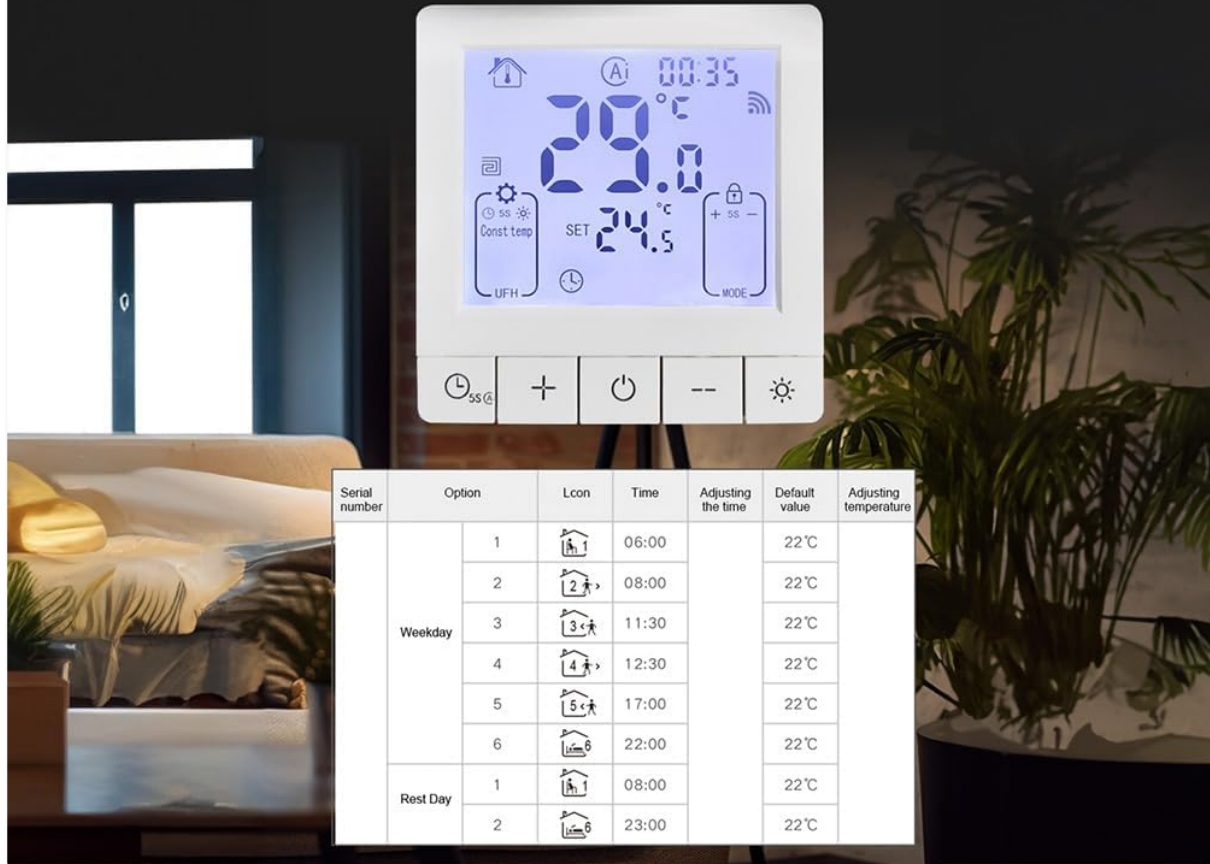 Ai 00:35
29.0 °C
5S
Const temp
UFH
SET 24.5 °C
+ 5S −
MODE
5S A + --
Serial number Option Lcon Time Adjusting the time Default value Adjusting temperature
Weekday
1 1 06:00 22℃
2 2 08:00 22℃
3 3 11:30 22℃
4 4 12:30 22℃
5 5 17:00 22℃
6 6 22:00 22℃
Rest Day
1 1 08:00 22℃
2 6 23:00 22℃